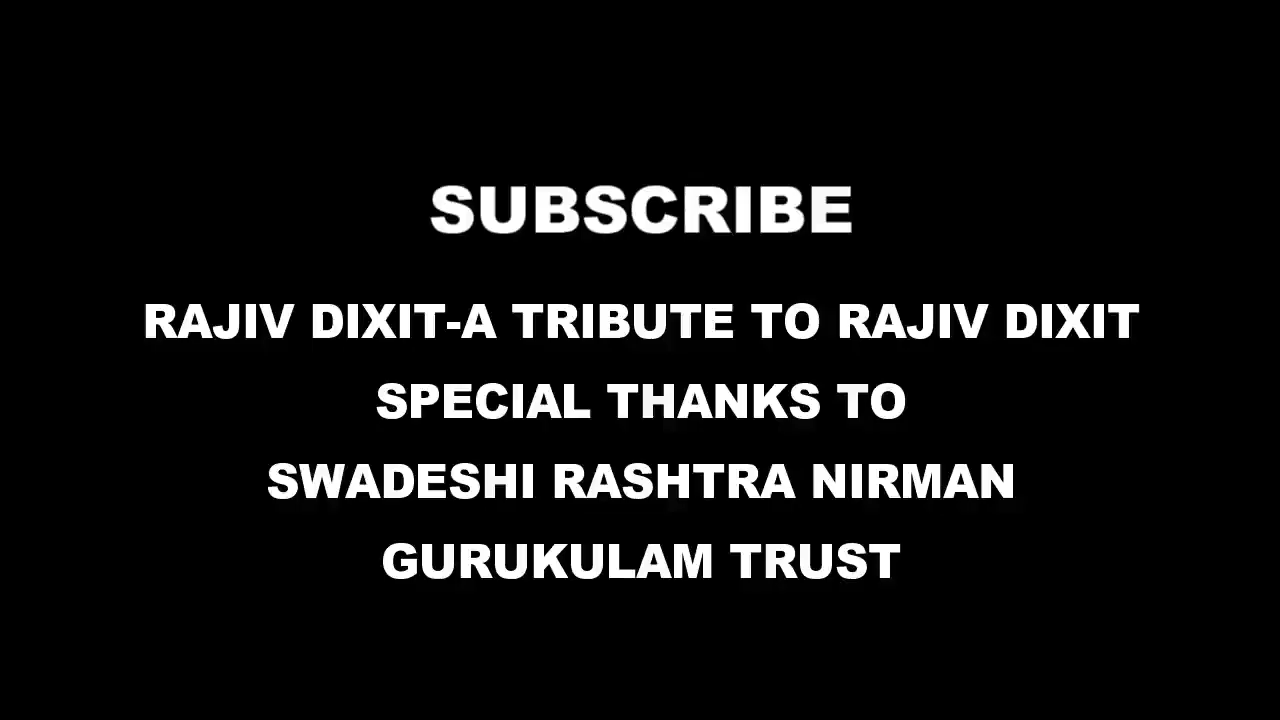 SUBSCRIBE
RAJIV DIXIT-A TRIBUTE TO RAJIV DIXIT
SPECIAL THANKS TO
SWADESHI RASHTRA NIRMAN
GURUKULAM TRUST